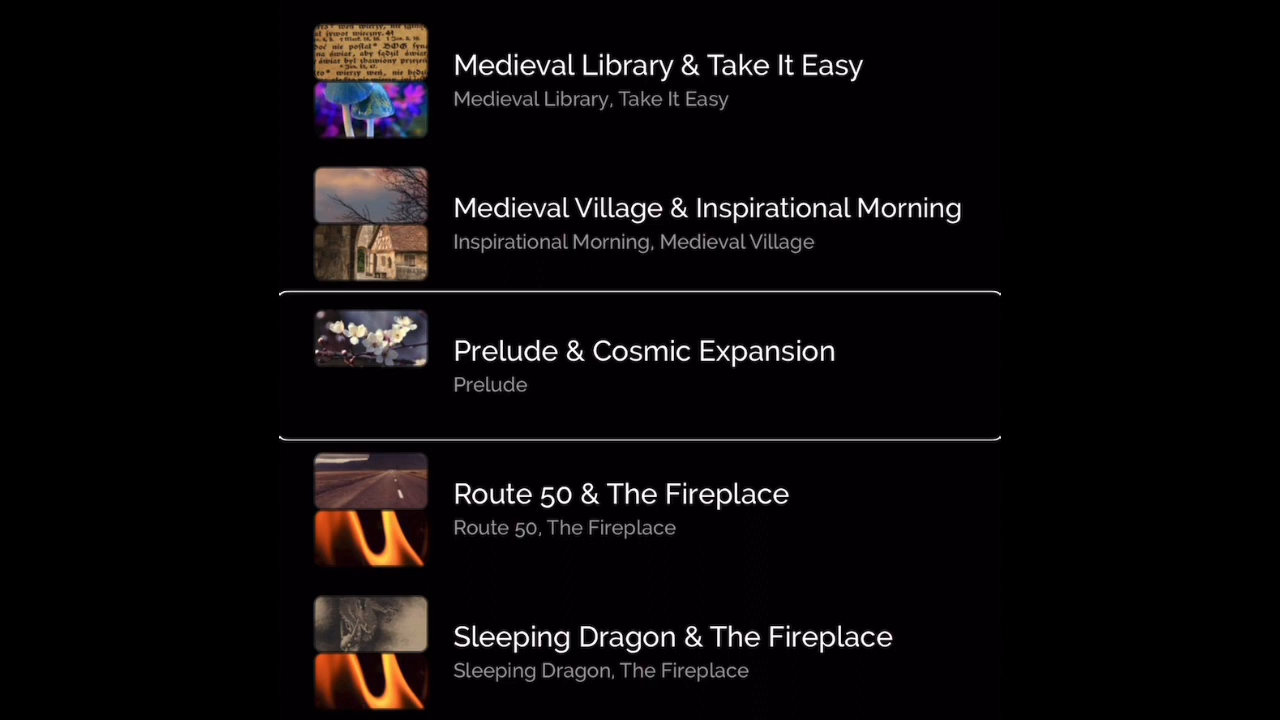 Medieval Library & Take It Easy
Medieval Library, Take It Easy
Medieval Village & Inspirational Morning
Inspirational Morning, Medieval Village
Prelude & Cosmic Expansion
Prelude
Route 50 & The Fireplace
Route 50, The Fireplace
Sleeping Dragon & The Fireplace
Sleeping Dragon, The Fireplace